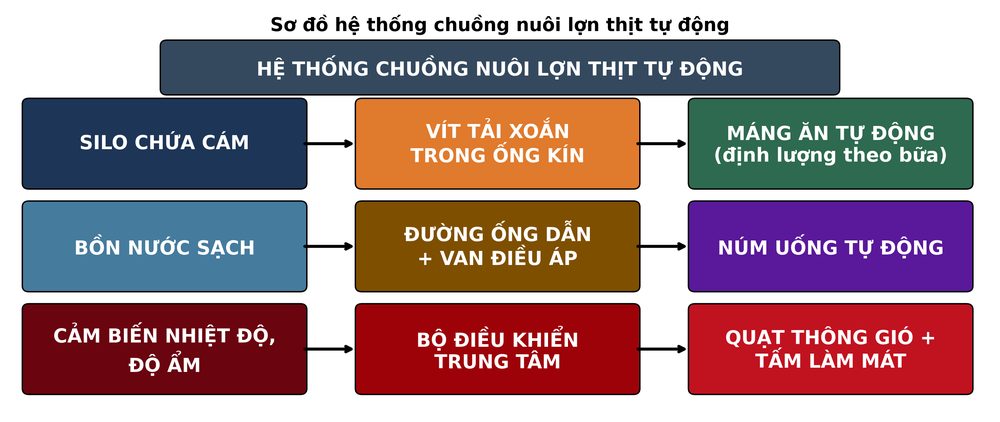 Sơ đồ hệ thống chuồng nuôi lợn thịt tự động
HỆ THỐNG CHUỒNG NUÔI LỢN THỊT TỰ ĐỘNG
SILO CHỨA CÁM
VÍT TẢI XOẮN
TRONG ỐNG KÍN
MÁNG ĂN TỰ ĐỘNG
(định lượng theo bữa)
BỒN NƯỚC SẠCH
ĐƯỜNG ỐNG DẪN
+ VAN ĐIỀU ÁP
NÚM UỐNG TỰ ĐỘNG
CẢM BIẾN NHIỆT ĐỘ,
ĐỘ ẨM
BỘ ĐIỀU KHIỂN
TRUNG TÂM
QUẠT THÔNG GIÓ +
TẤM LÀM MÁT